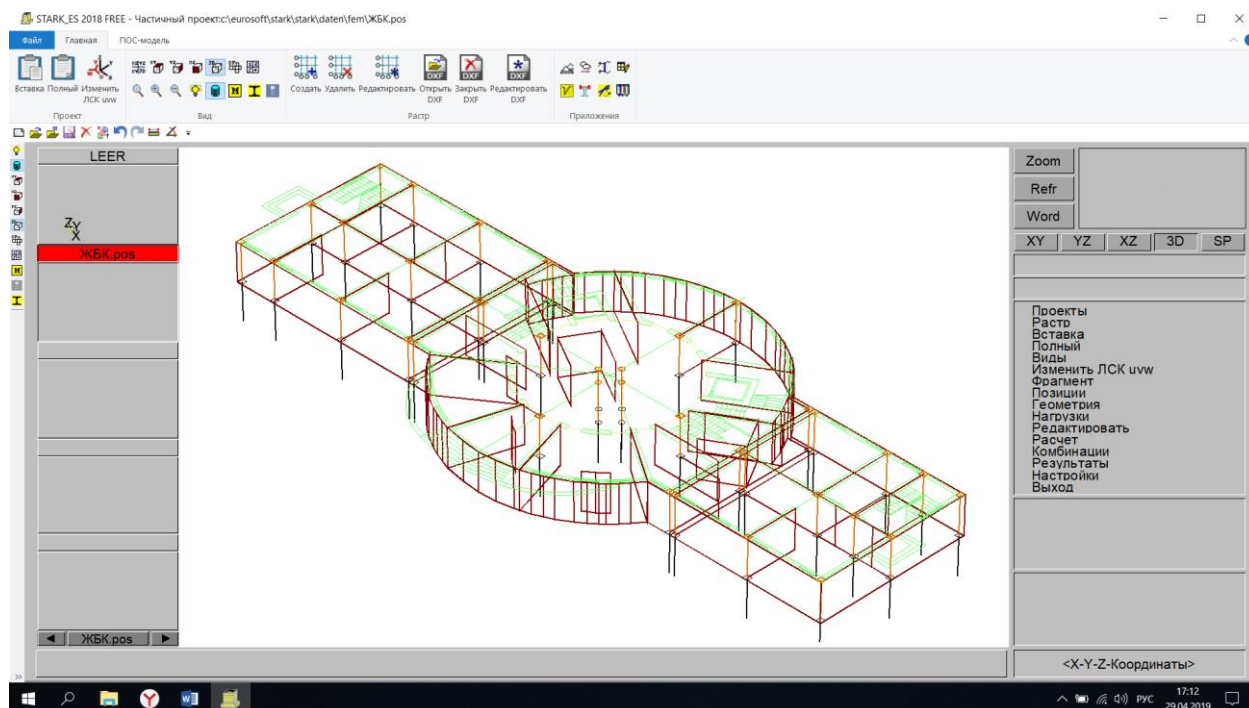 STARK_ES 2018 FREE - Частичный проект:c:\eurosoft\stark\stark\daten\fem\ЖБК.pos
Файл Главная ПОС-модель
Вставка Полный Изменить ЛСК uvw Создать Удалить Редактировать Открыть DXF Закрыть DXF Редактировать DXF
Проект Вид Растр Приложения
LEER
Z Y
X
ЖБК.pos
ЖБК.pos
Zoom
Refr
Word
XY YZ XZ 3D SP
Проекты
Растр
Вставка
Полный
Виды
Изменить ЛСК uvw
Фрагмент
Позиции
Геометрия
Нагрузки
Редактировать
Расчет
Комбинации
Результаты
Настройки
Выход
<X-Y-Z-Координаты>
РУС 17:12
29.04.2019